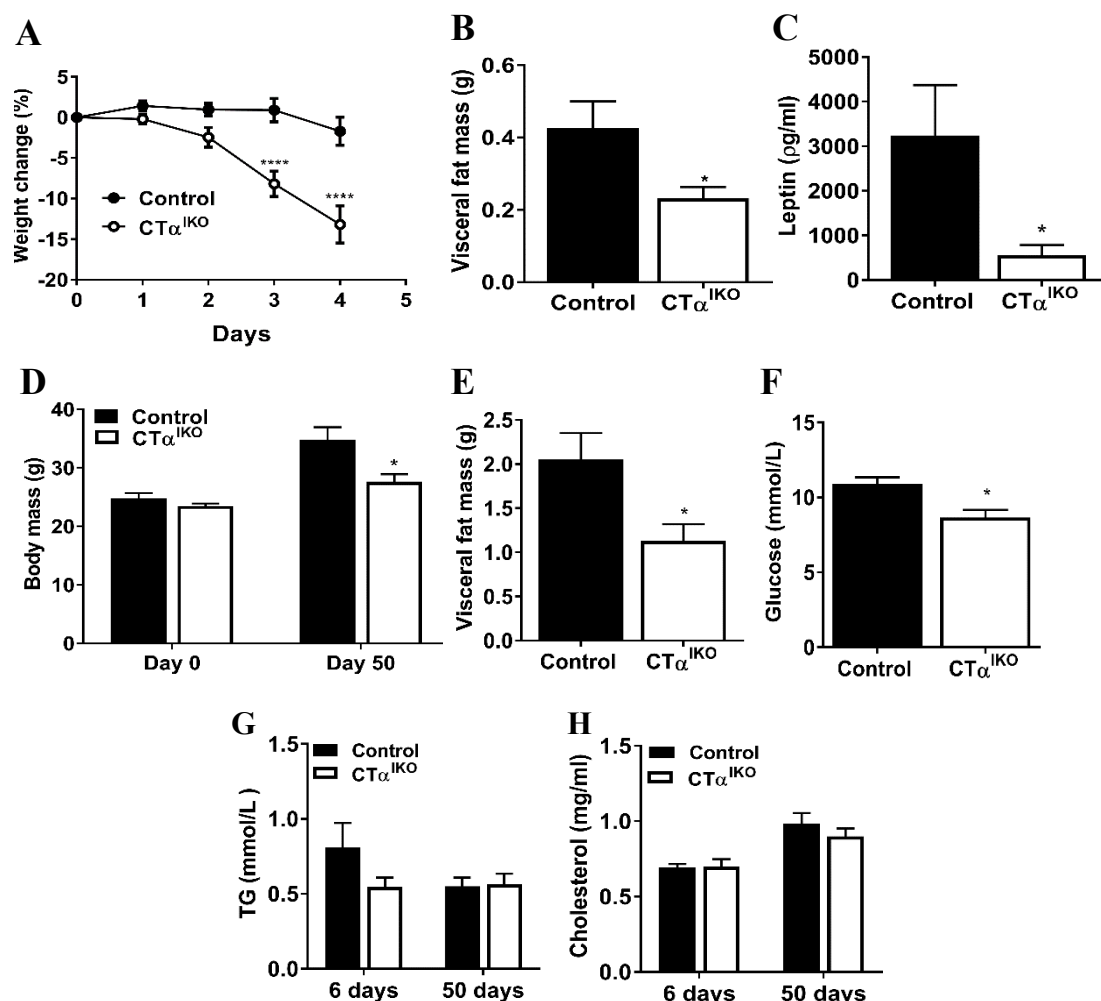 A
Weight change (%)
5
0
-5
-10
-15
-20
****
****
Control
CTα^IKO
0 1 2 3 4 5
Days
B
Visceral fat mass (g)
0.6
0.4
0.2
0.0
*
Control CTα^IKO
C
Leptin (ρg/ml)
5000
4000
3000
2000
1000
0
*
Control CTα^IKO
D
Body mass (g)
40
30
20
10
0
Control
CTα^IKO
*
Day 0 Day 50
E
Visceral fat mass (g)
2.5
2.0
1.5
1.0
0.5
0.0
*
Control CTα^IKO
F
Glucose (mmol/L)
15
10
5
0
*
Control CTα^IKO
G
TG (mmol/L )
1.5
1.0
0.5
0.0
Control
CTα^IKO
6 days 50 days
H
Cholesterol (mg/ml)
1.5
1.0
0.5
0.0
Control
CTα^IKO
6 days 50 days